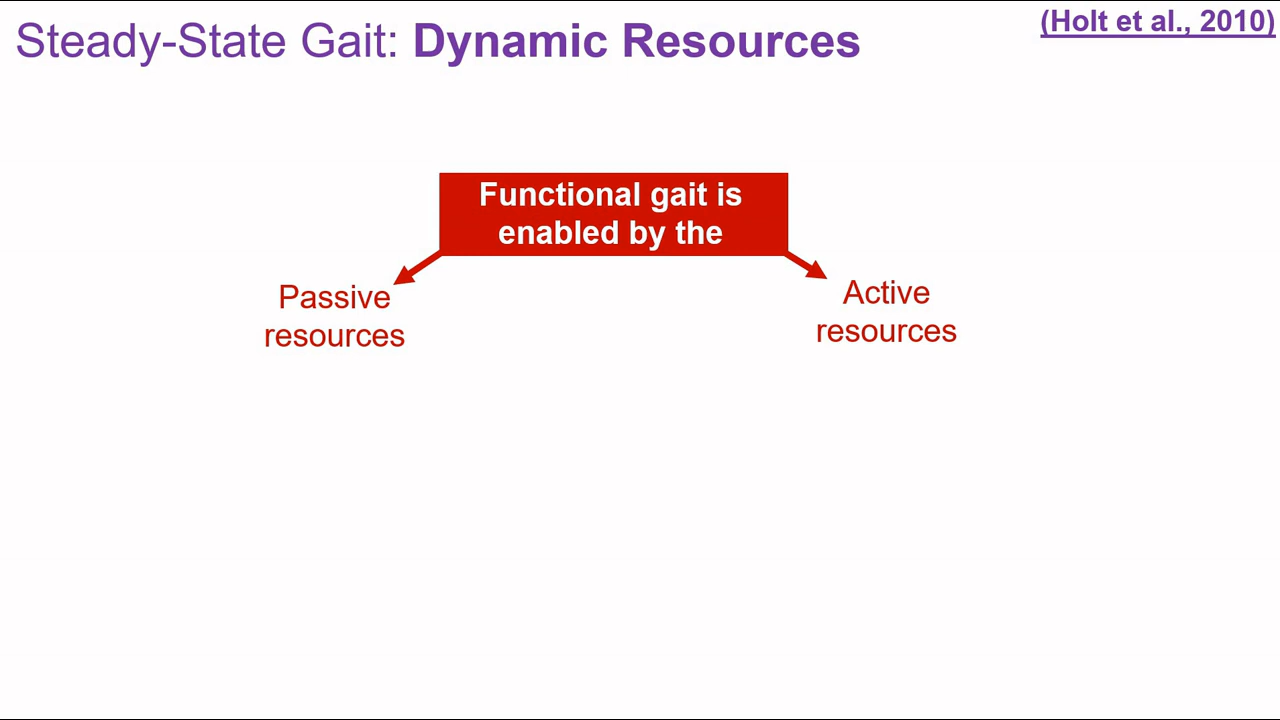 Steady-State Gait: Dynamic Resources
(Holt et al., 2010)
Functional gait is
enabled by the
Passive
resources
Active
resources